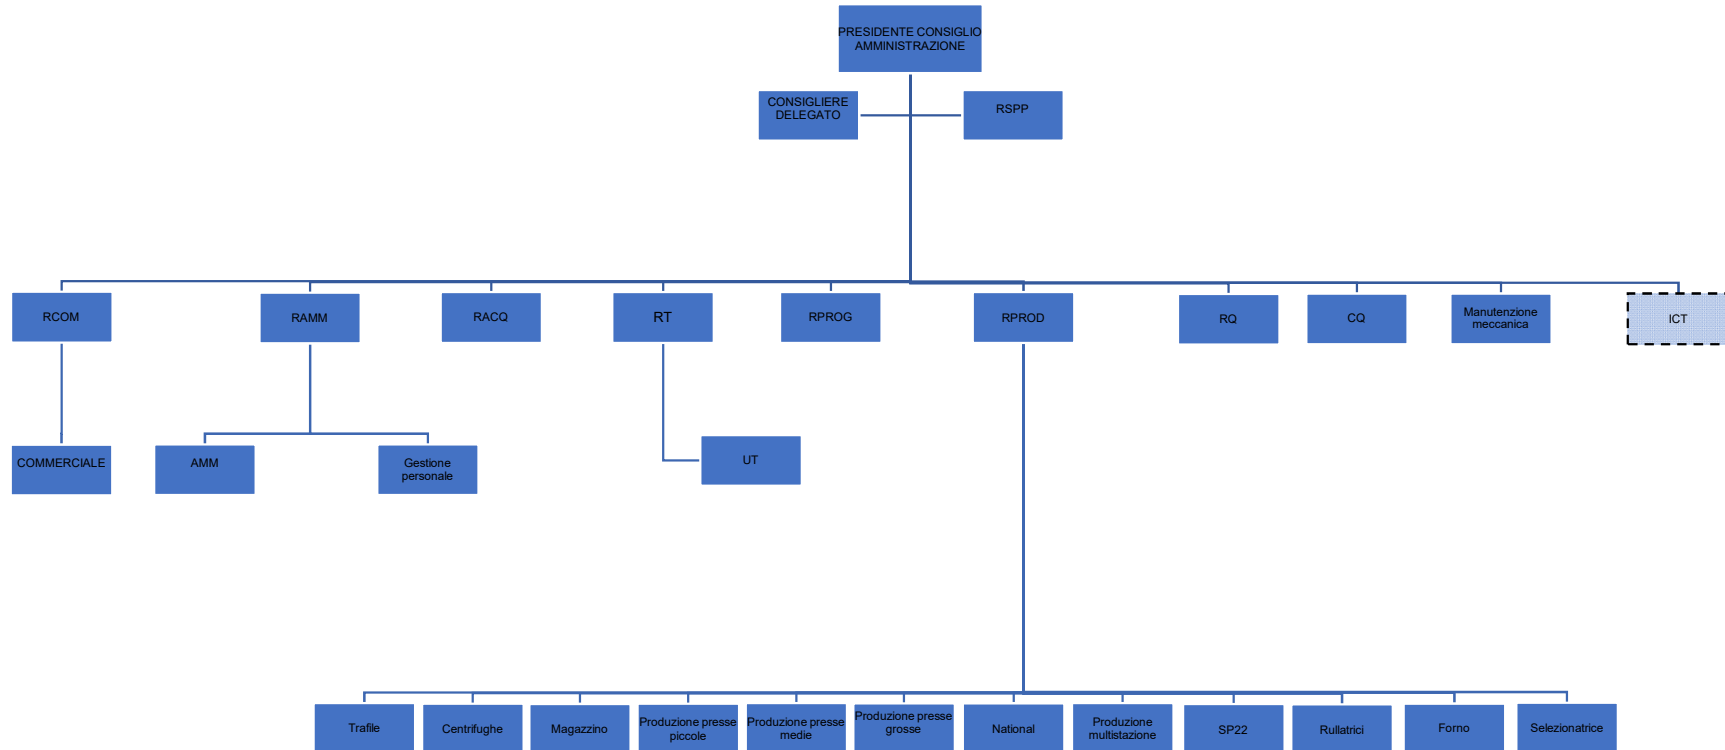 PRESIDENTE CONSIGLIO
AMMINISTRAZIONE
CONSIGLIERE
DELEGATO
RSPP
RCOM
RAMM
RACQ
RT
RPROG
RPROD
RQ
CQ
Manutenzione
meccanica
ICT
COMMERCIALE
AMM
Gestione
personale
UT
Trafile
Centrifughe
Magazzino
Produzione presse
piccole
Produzione presse
medie
Produzione presse
grosse
National
Produzione
multistazione
SP22
Rullatrici
Forno
Selezionatrice